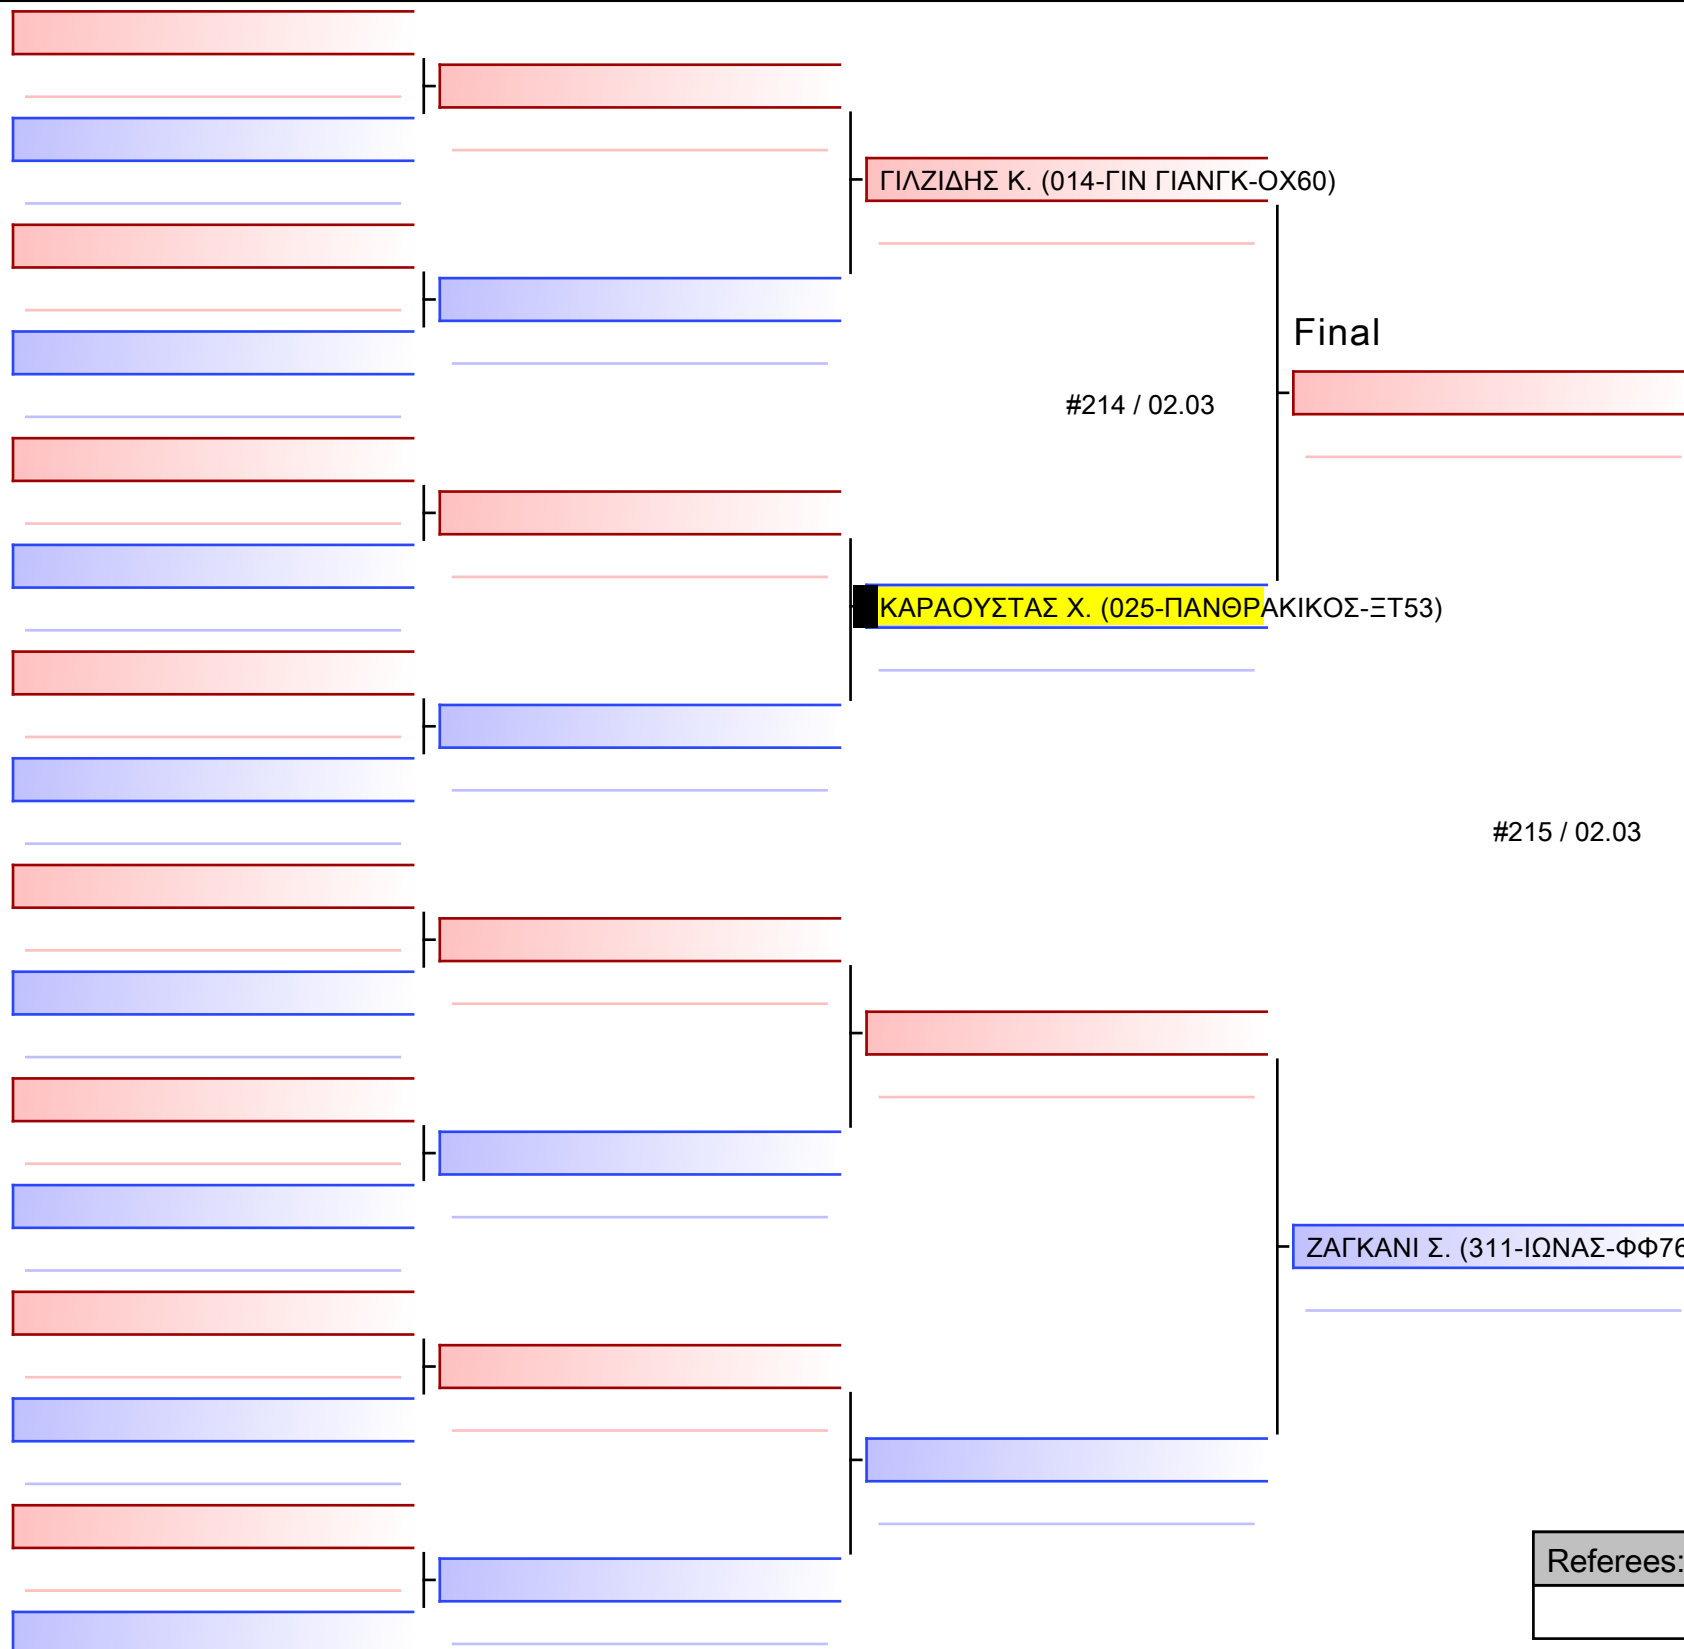 ΓΙΛΖΙΔΗΣ Κ. (014-ΓΙΝ ΓΙΑΝΓΚ-ΟΧ60)
Final
#214 / 02.03
ΚΑΡΑΟΥΣΤΑΣ Χ. (025-ΠΑΝΘΡΑΚΙΚΟΣ-ΞΤ53)
#215 / 02.03
ΖΑΓΚΑΝΙ Σ. (311-ΙΩΝΑΣ-ΦΦ76
Referees: